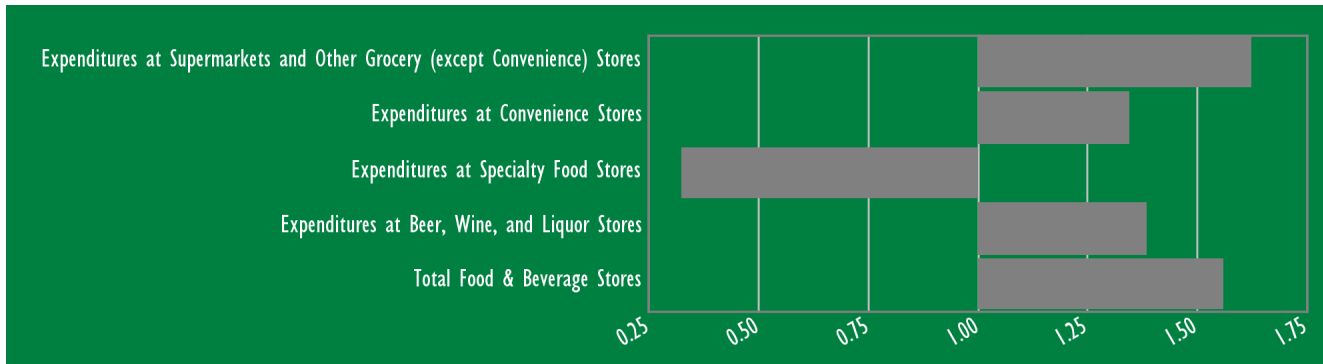 Expenditures at Supermarkets and Other Grocery (except Convenience) Stores
Expenditures at Convenience Stores
Expenditures at Specialty Food Stores
Expenditures at Beer, Wine, and Liquor Stores
Total Food & Beverage Stores
0.25 0.50 0.75 1.00 1.25 1.50 1.75